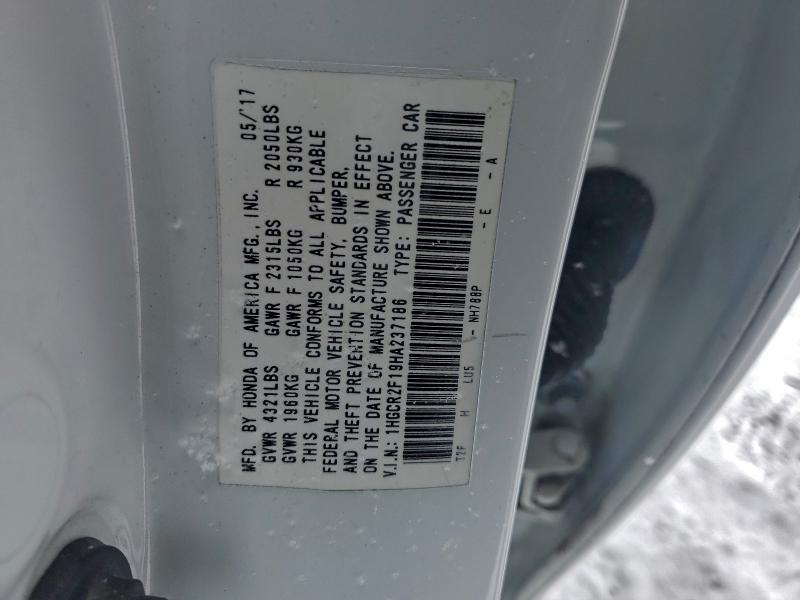 MFD. BY HONDA OF AMERICA MFG., INC. 05/'17
GVWR 4321LBS GAWR F 2315LBS R 2050LBS
GVWR 1960KG GAWR F 1050KG R 930KG
THIS VEHICLE CONFORMS TO ALL APPLICABLE
FEDERAL MOTOR VEHICLE SAFETY, BUMPER,
AND THEFT PREVENTION STANDARDS IN EFFECT
ON THE DATE OF MANUFACTURE SHOWN ABOVE.
V.I.N.: 1HGCR2F19HA237186 TYPE: PASSENGER CAR
T2F H LU5 - NH788P - E - A